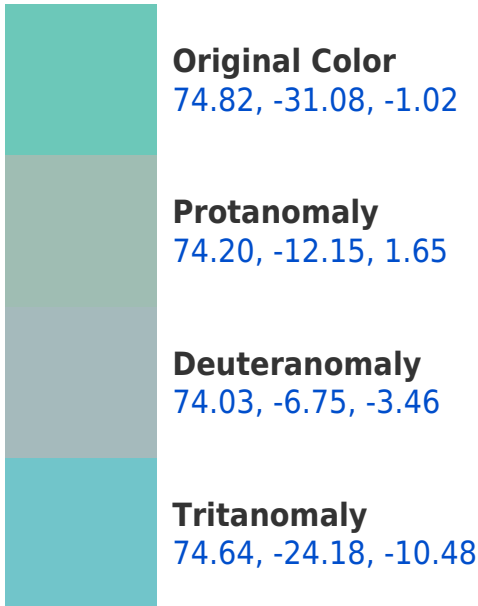 Original Color
74.82, -31.08, -1.02
Protanomaly
74.20, -12.15, 1.65
Deuteranomaly
74.03, -6.75, -3.46
Tritanomaly
74.64, -24.18, -10.48